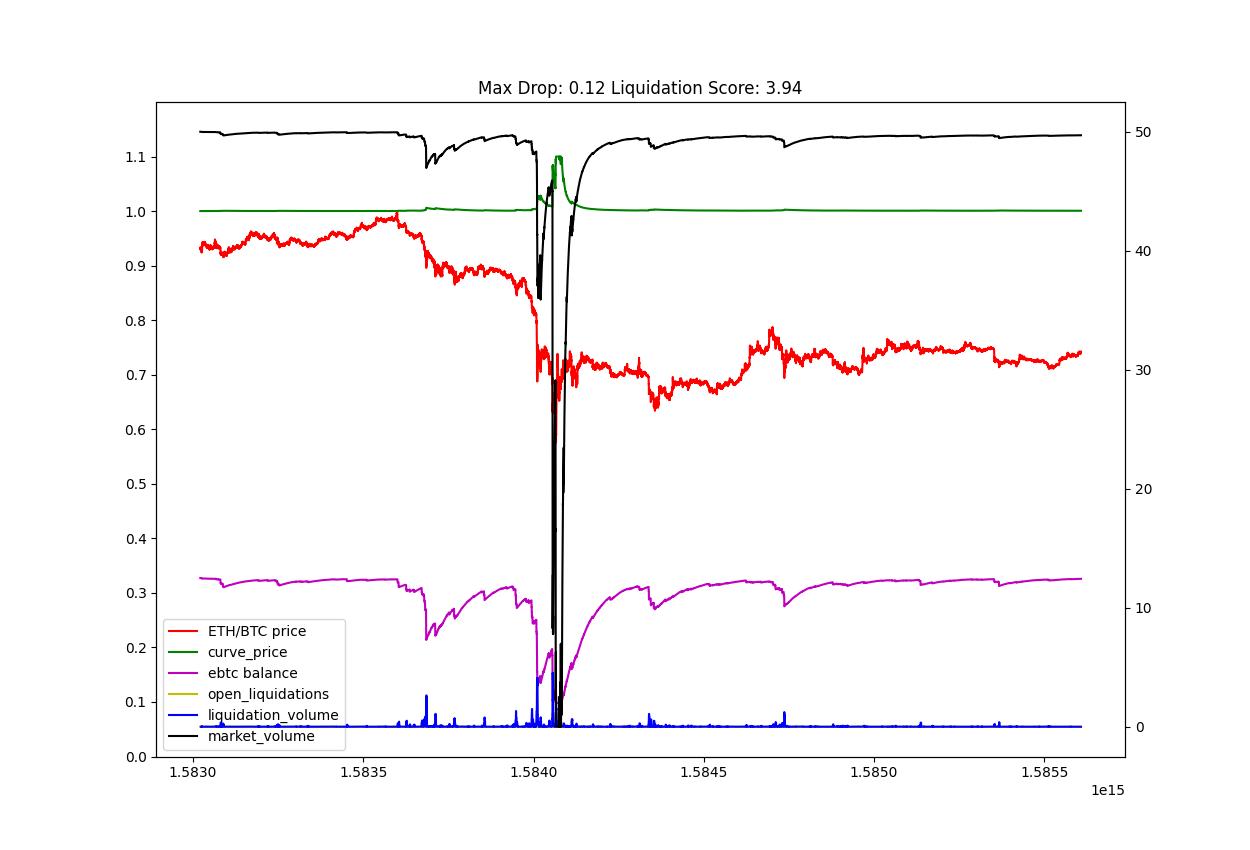 Max Drop: 0.12 Liquidation Score: 3.94
1.1
1.0
0.9
0.8
0.7
0.6
0.5
0.4
0.3
0.2
0.1
0.0
50
40
30
20
10
0
ETH/BTC price
curve_price
ebtc balance
open_liquidations
liquidation_volume
market_volume
1.5830 1.5835 1.5840 1.5845 1.5850 1.5855
1e15